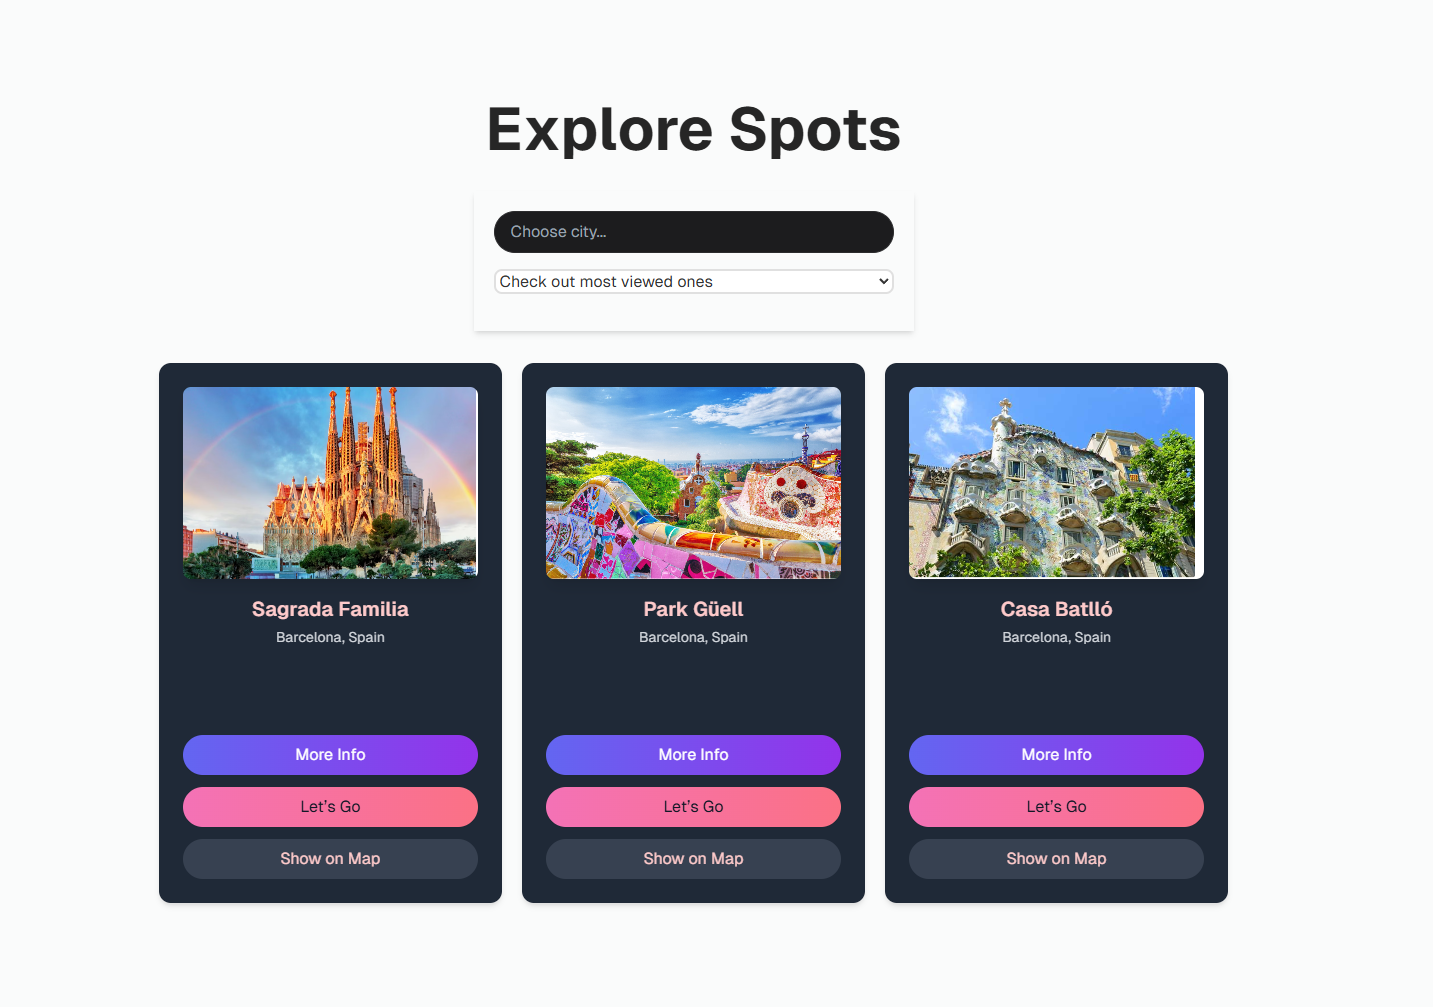 Explore Spots
Choose city...
Check out most viewed ones
Sagrada Familia
Barcelona, Spain
More Info
Let's Go
Show on Map
Park Güell
Barcelona, Spain
More Info
Let's Go
Show on Map
Casa Batlló
Barcelona, Spain
More Info
Let's Go
Show on Map